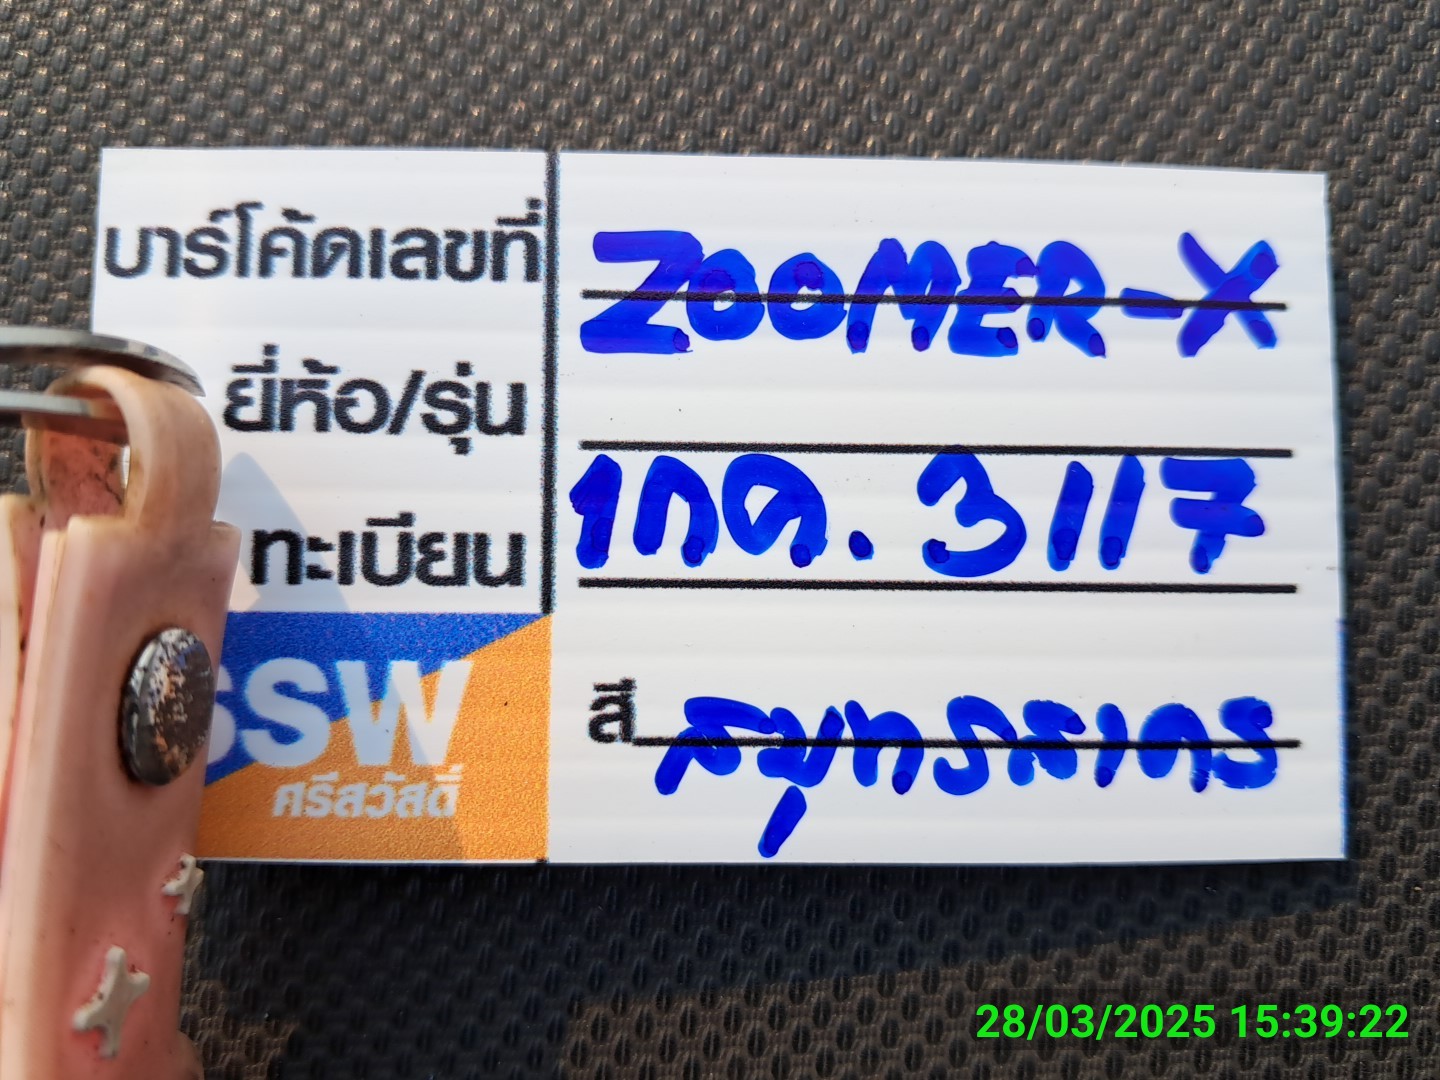 บาร์โค้ดเลขที่ ZOOMER-X
ยี่ห้อ/รุ่น
ทะเบียน 1กด. 3117
SSW
ศรีสวัสดิ์
สี สมุทรสาคร
28/03/2025 15:39:22